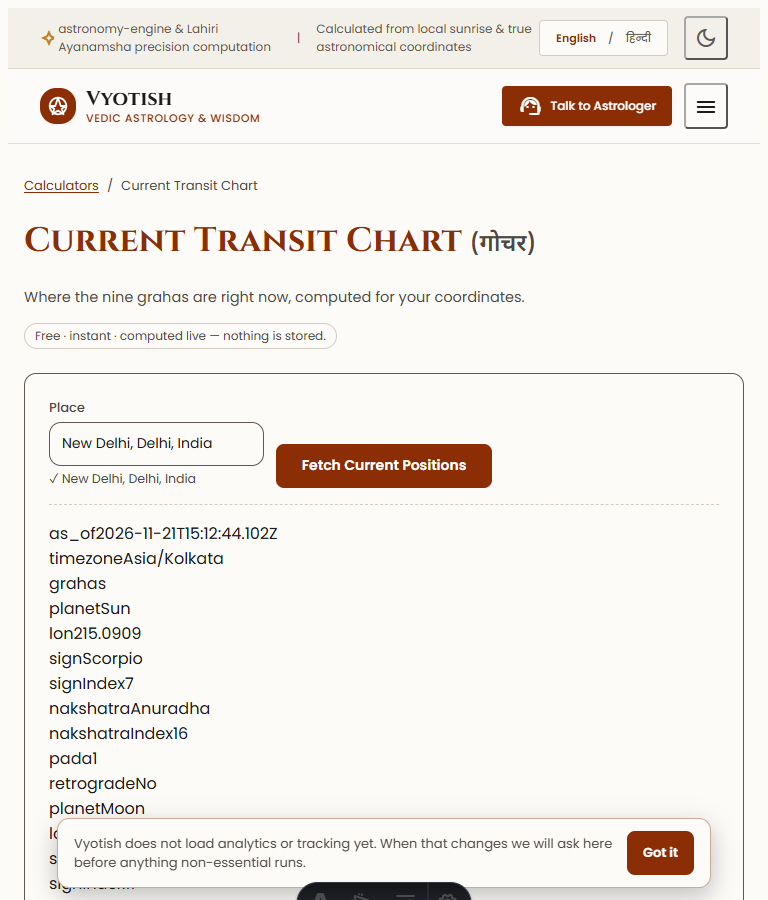 astronomy-engine & Lahiri
Ayanamsha precision computation
|
Calculated from local sunrise & true
astronomical coordinates
English / हिन्दी
Vyotish
VEDIC ASTROLOGY & WISDOM
Talk to Astrologer
Calculators / Current Transit Chart
Current Transit Chart (गोचर)
Where the nine grahas are right now, computed for your coordinates.
Free · instant · computed live — nothing is stored.
Place
New Delhi, Delhi, India
✓ New Delhi, Delhi, India
Fetch Current Positions
as_of2026-11-21T15:12:44.102Z
timezoneAsia/Kolkata
grahas
planetSun
lon215.0909
signScorpio
signIndex7
nakshatraAnuradha
nakshatraIndex16
pada1
retrogradeNo
planetMoon
Vyotish does not load analytics or tracking yet. When that changes we will ask here
before anything non-essential runs.
Got it